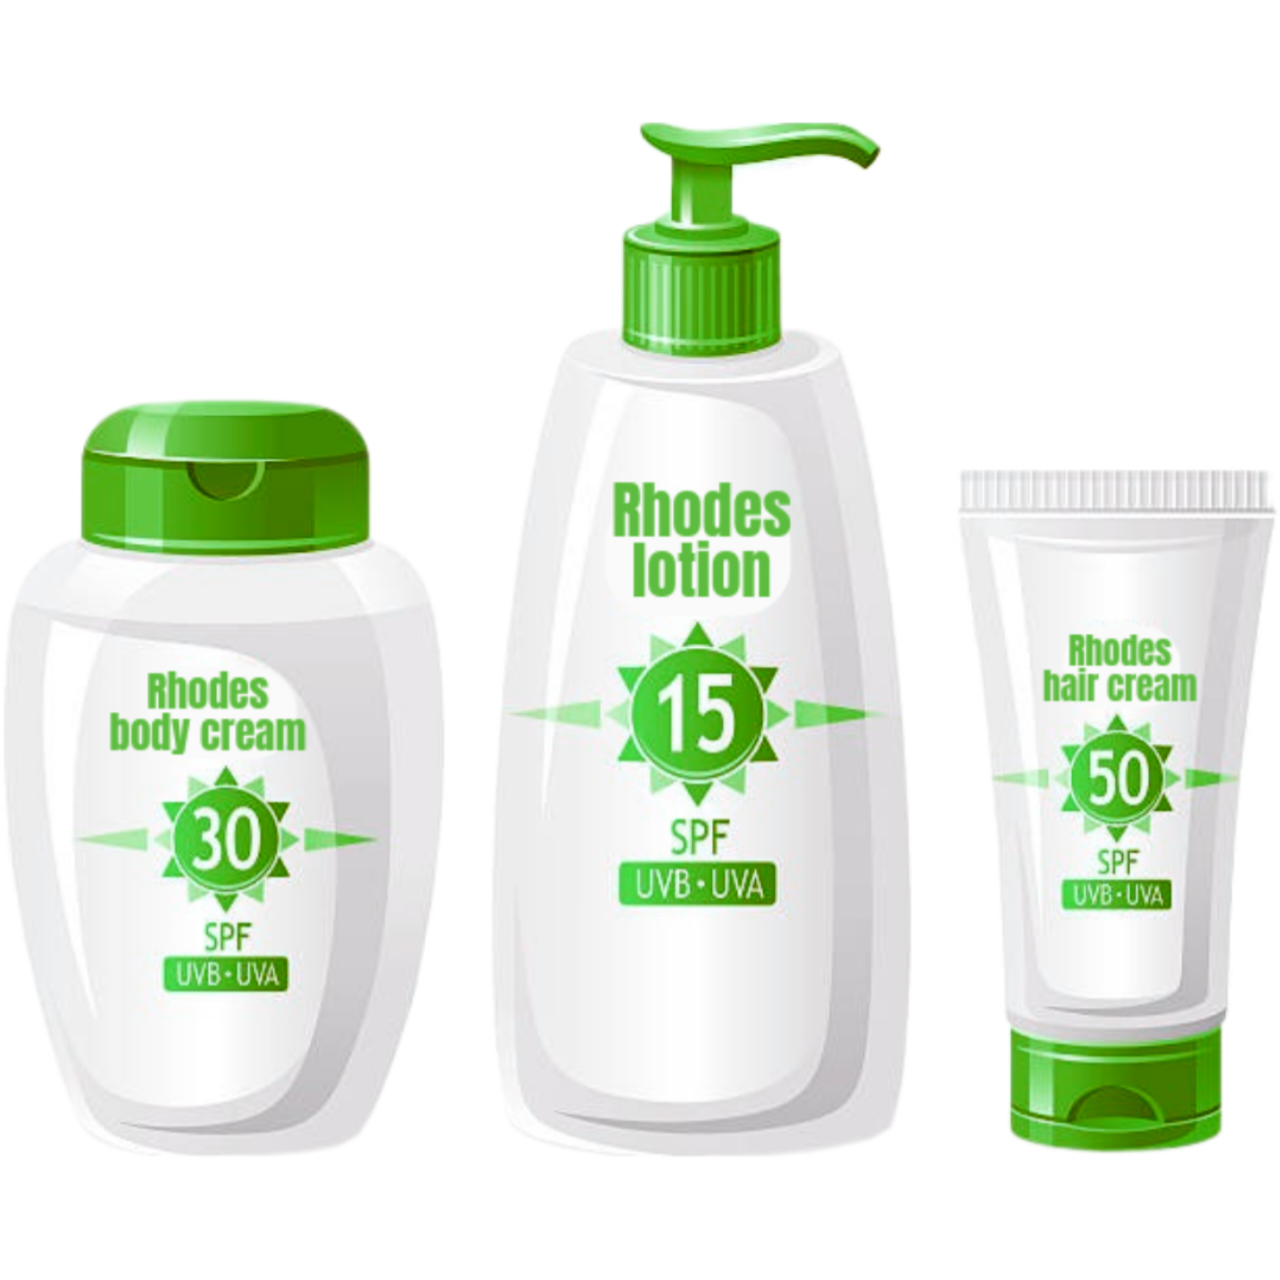 Rhodes
body cream
30
SPF
UVB • UVA
Rhodes
lotion
15
SPF
UVB • UVA
Rhodes
hair cream
50
SPF
UVB • UVA